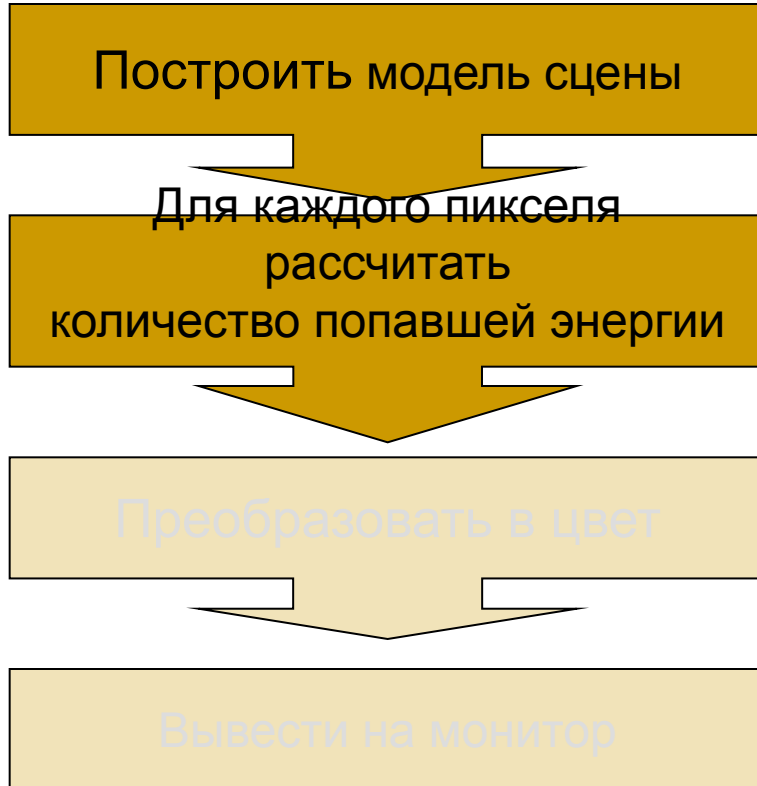 Построить модель сцены
Для каждого пикселя
рассчитать
количество попавшей энергии
Преобразовать в цвет
Вывести на монитор